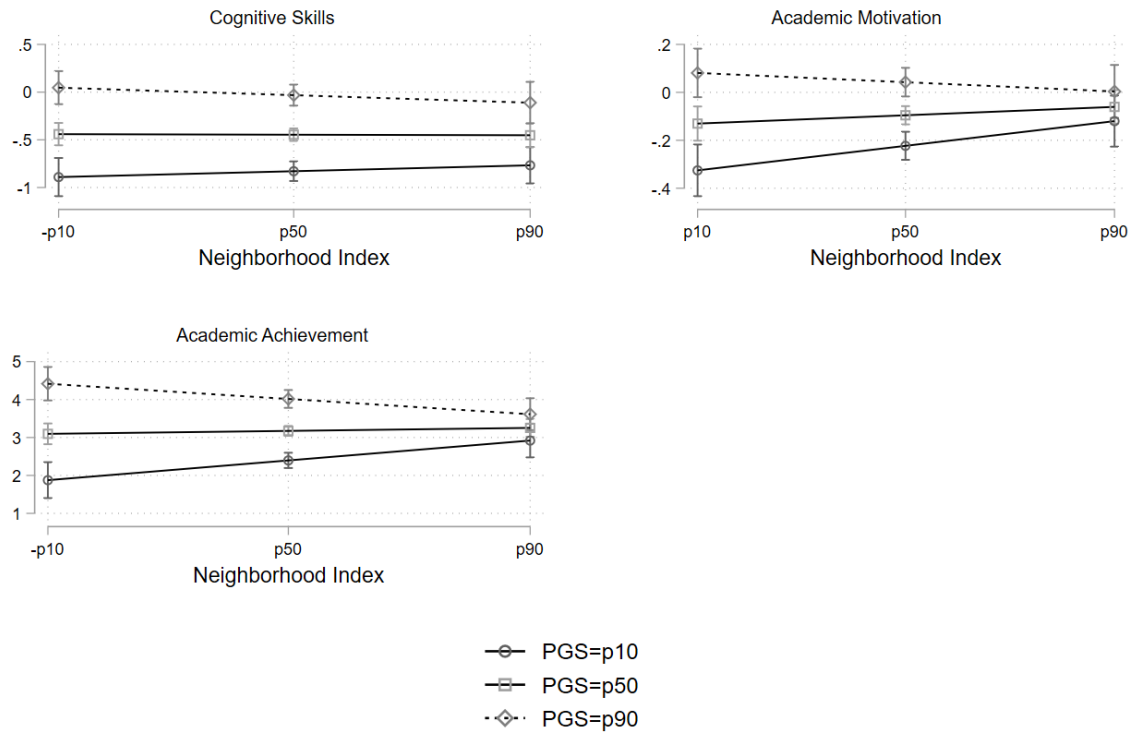 Cognitive Skills
.5
0
-.5
-1
-p10 p50 p90
Neighborhood Index
Academic Motivation
.2
0
-.2
-.4
p10 p50 p90
Neighborhood Index
Academic Achievement
5
4
3
2
1
-p10 p50 p90
Neighborhood Index
PGS=p10
PGS=p50
PGS=p90